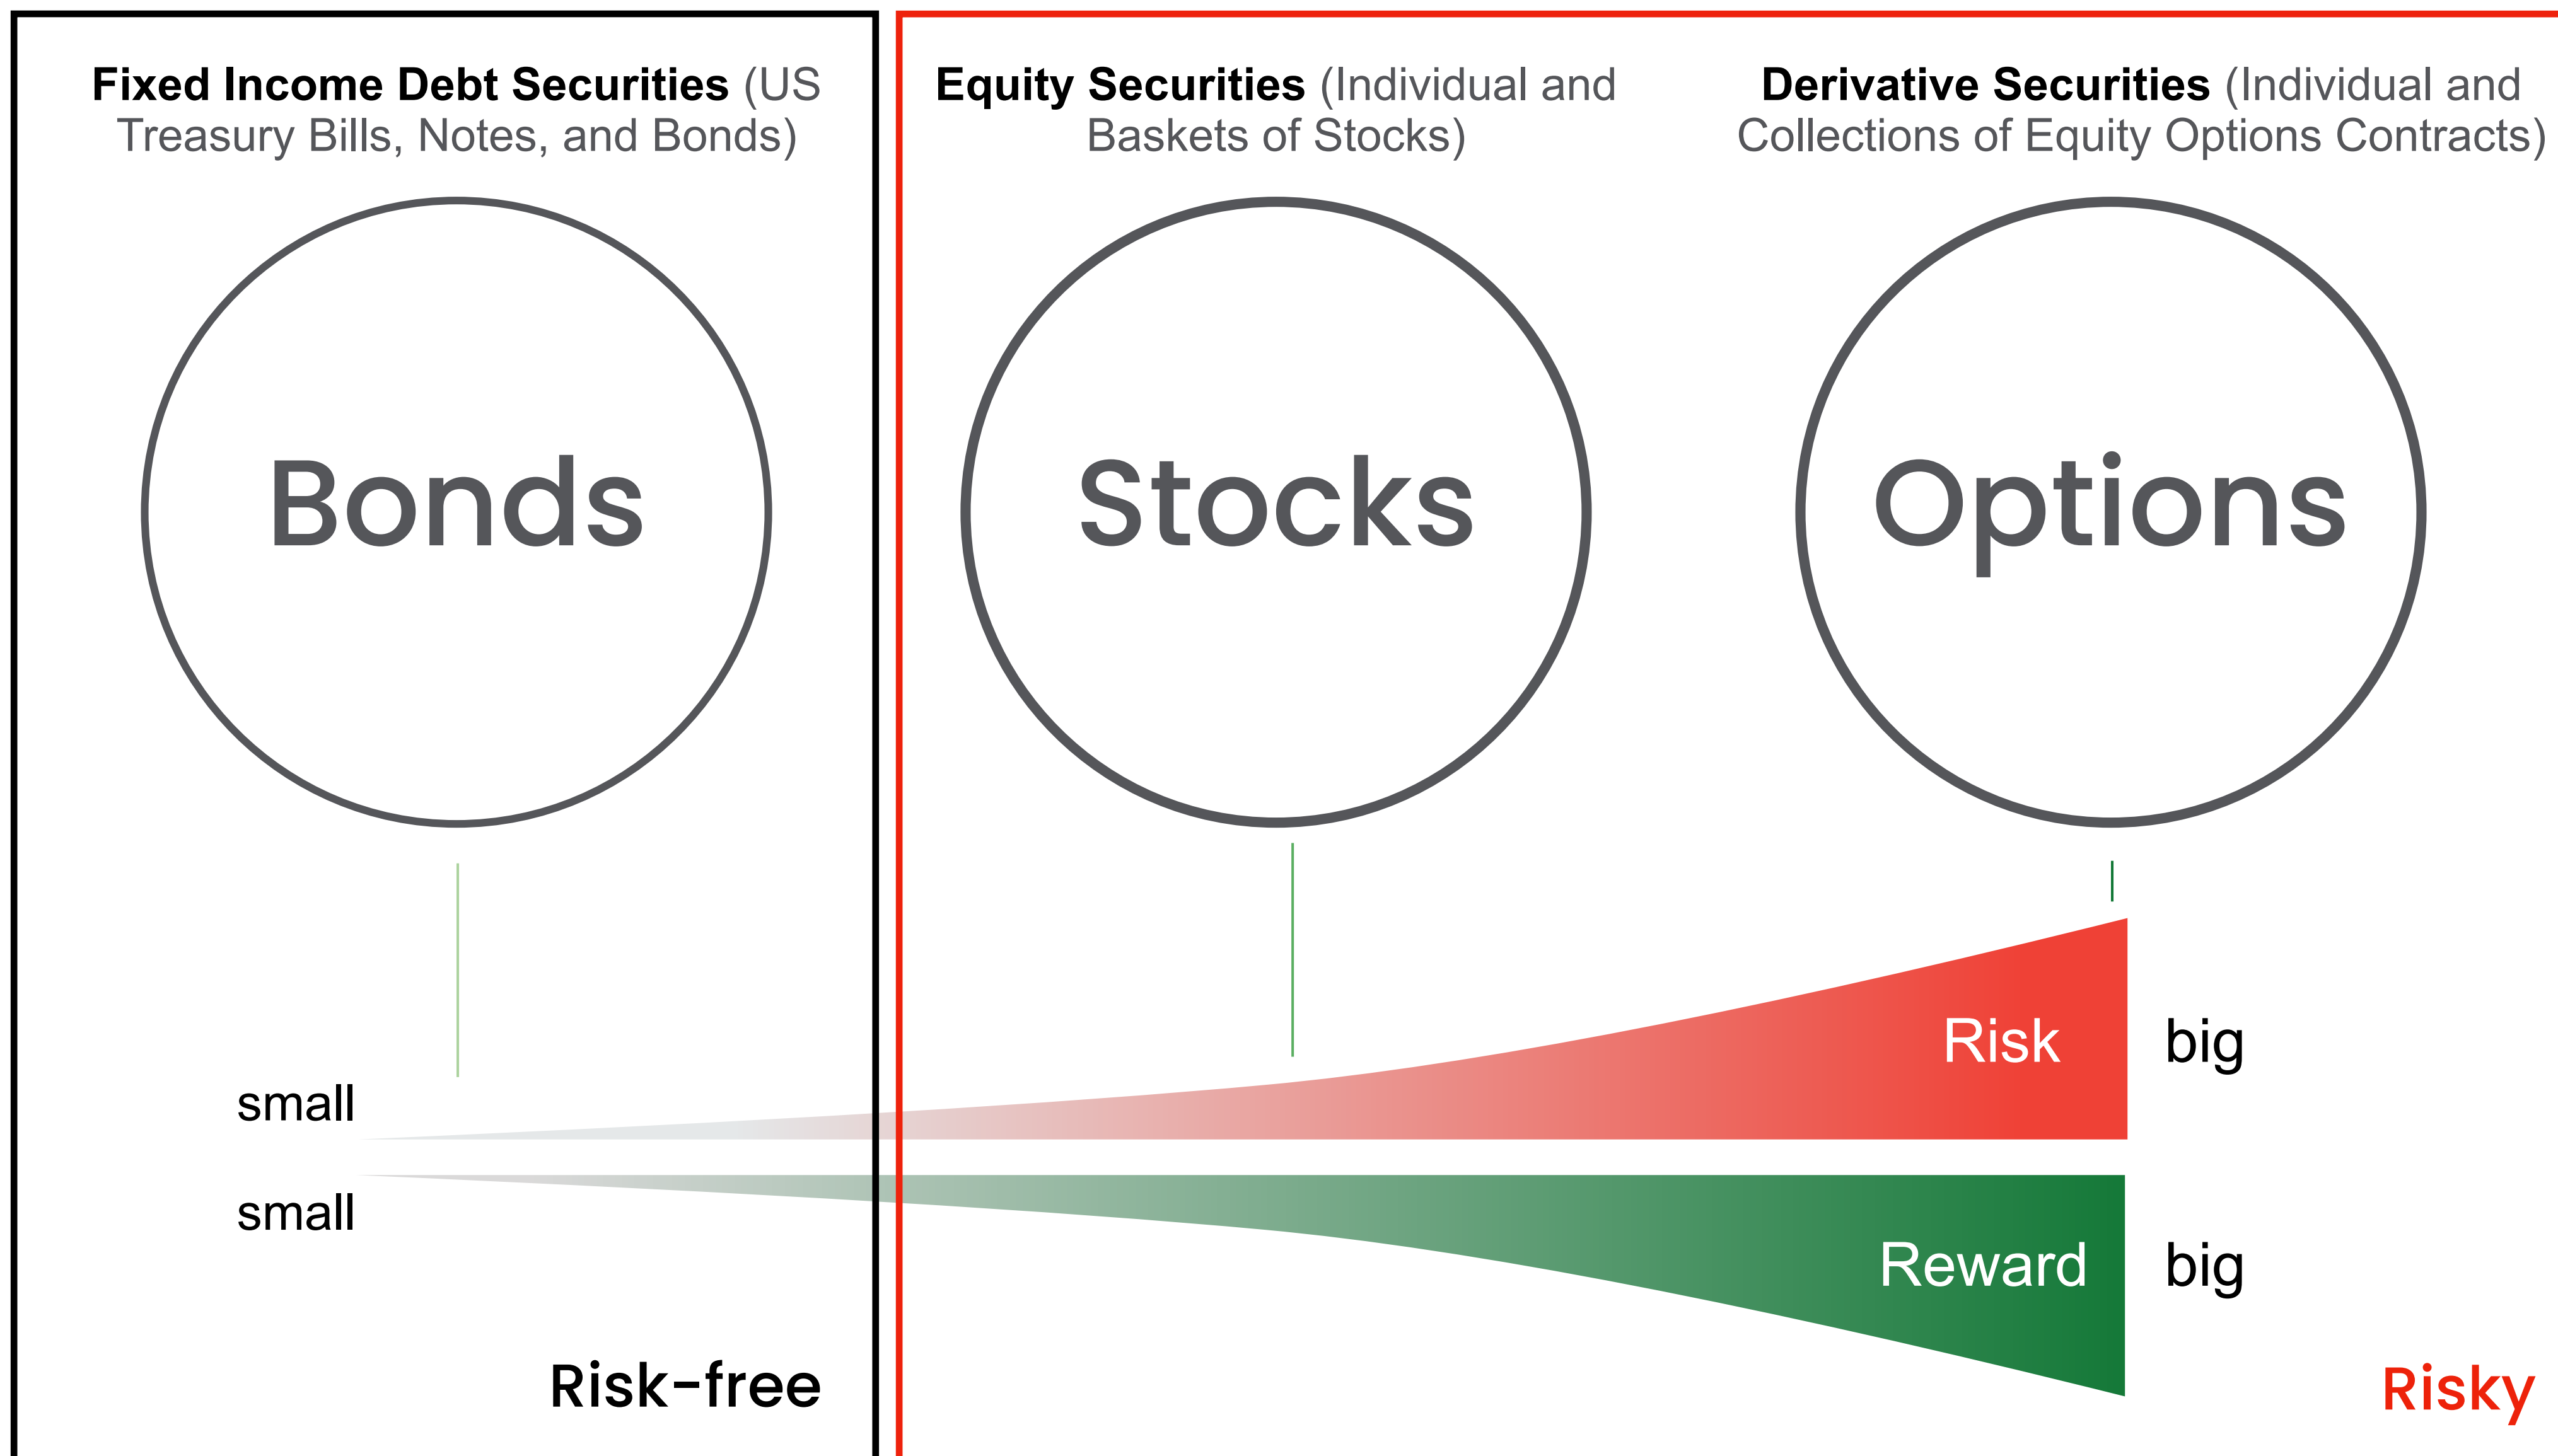 Fixed Income Debt Securities (US
Treasury Bills, Notes, and Bonds)
Equity Securities (Individual and
Baskets of Stocks)
Derivative Securities (Individual and
Collections of Equity Options Contracts)
Bonds
Stocks
Options
small
Risk
big
small
Reward
big
Risk-free
Risky